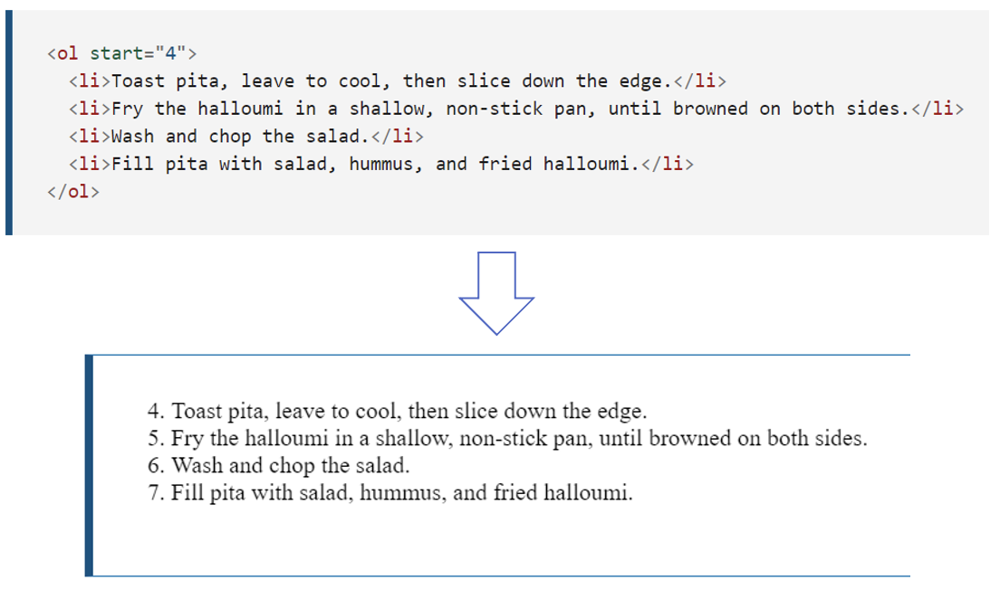 <ol start="4">
  <li>Toast pita, leave to cool, then slice down the edge.</li>
  <li>Fry the halloumi in a shallow, non-stick pan, until browned on both sides.</li>
  <li>Wash and chop the salad.</li>
  <li>Fill pita with salad, hummus, and fried halloumi.</li>
</ol>
4. Toast pita, leave to cool, then slice down the edge.
5. Fry the halloumi in a shallow, non-stick pan, until browned on both sides.
6. Wash and chop the salad.
7. Fill pita with salad, hummus, and fried halloumi.